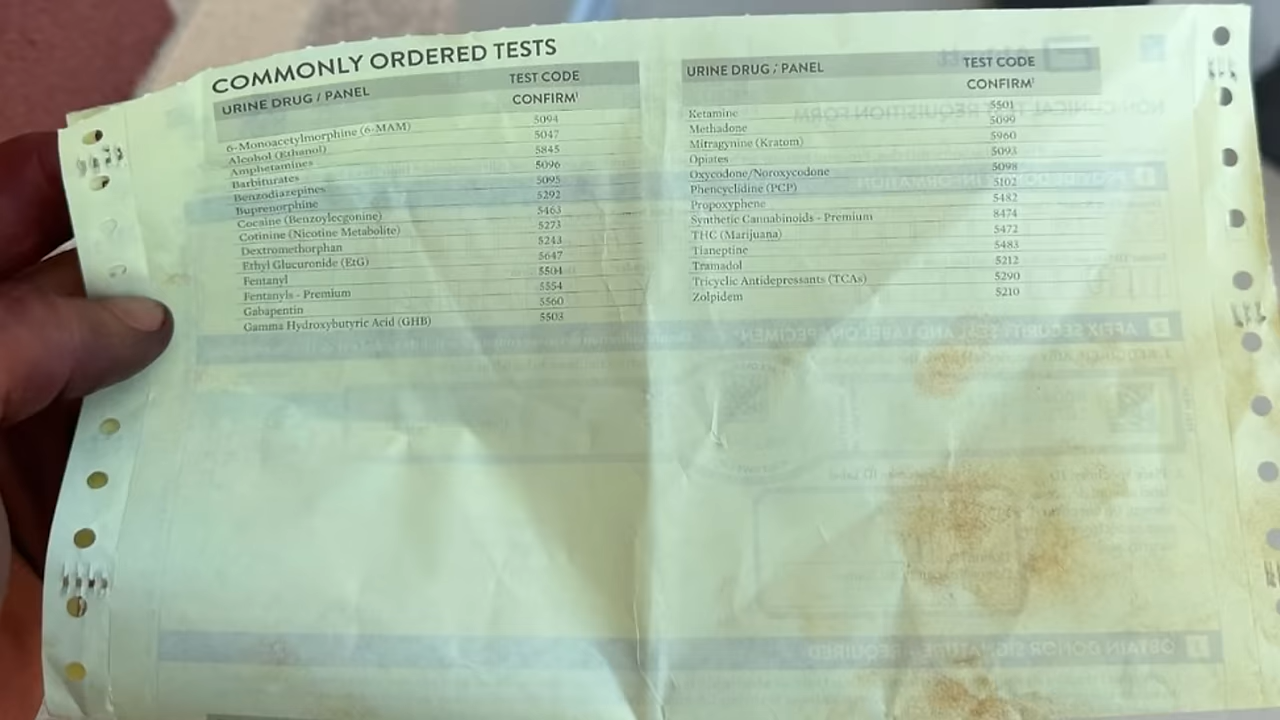 COMMONLY ORDERED TESTS
URINE DRUG / PANEL TEST CODE
CONFIRM¹
6-Monoacetylmorphine (6-MAM) 5094
Alcohol (Ethanol) 5047
Amphetamines 5845
Barbiturates 5096
Benzodiazepines 5095
Buprenorphine 5292
Cocaine (Benzoylecgonine) 5463
Cotinine (Nicotine Metabolite) 5273
Dextromethorphan 5243
Ethyl Glucuronide (EtG) 5647
Fentanyl 5504
Fentanyls - Premium 5554
Gabapentin 5560
Gamma Hydroxybutyric Acid (GHB) 5503
URINE DRUG / PANEL TEST CODE
CONFIRM¹
Ketamine 5501
Methadone 5099
Mitragynine (Kratom) 5960
Opiates 5093
Oxycodone/Noroxycodone 5098
Phencyclidine (PCP) 5102
Propoxyphene 5482
Synthetic Cannabinoids - Premium 8474
THC (Marijuana) 5472
Tianeptine 5483
Tramadol 5212
Tricyclic Antidepressants (TCAs) 5290
Zolpidem 5210